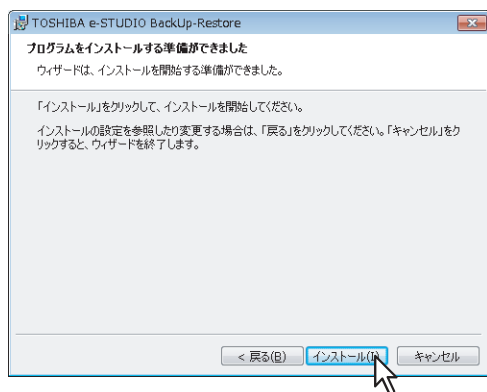 TOSHIBA e-STUDIO BackUp-Restore
プログラムをインストールする準備ができました
ウィザードは、インストールを開始する準備ができました。
「インストール」をクリックして、インストールを開始してください。
インストールの設定を参照したり変更する場合は、「戻る」をクリックしてください。「キャンセル」をク
リックすると、ウィザードを終了します。
< 戻る(B)
インストール(I)
キャンセル